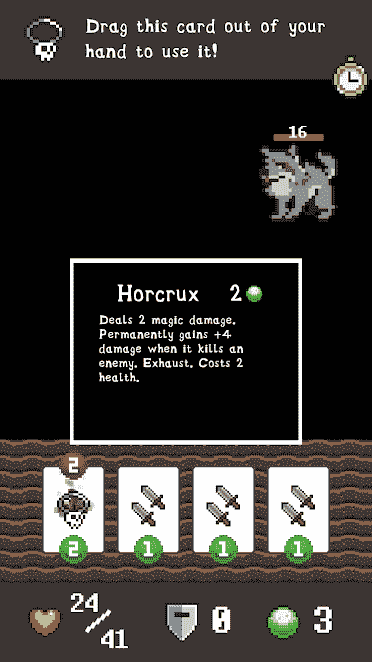 Drag this card out of your
hand to use it!
16
Horcrux 2
Deals 2 magic damage.
Permanently gains +4
damage when it kills an
enemy. Exhaust. Costs 2
health.
2
2 1 1 1
24/41 0 3